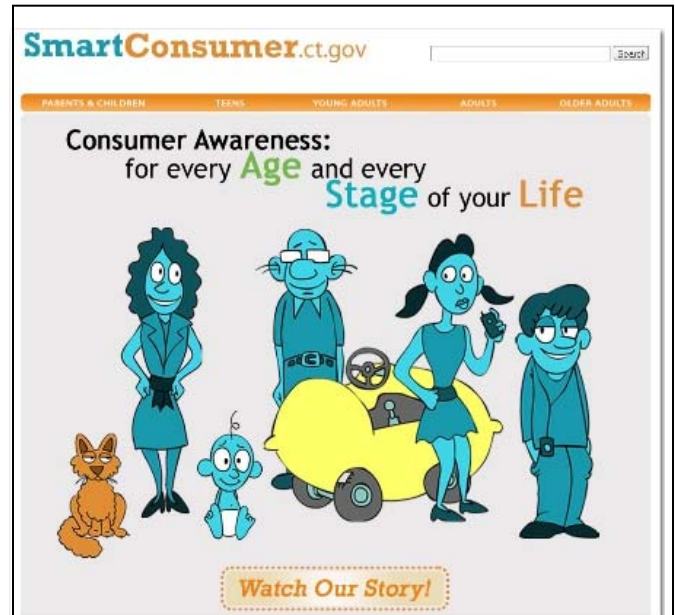 SmartConsumer.ct.gov
Search
PARENTS & CHILDREN TEENS YOUNG ADULTS ADULTS OLDER ADULTS
Consumer Awareness:
for every Age and every
Stage of your Life
C
Watch Our Story!